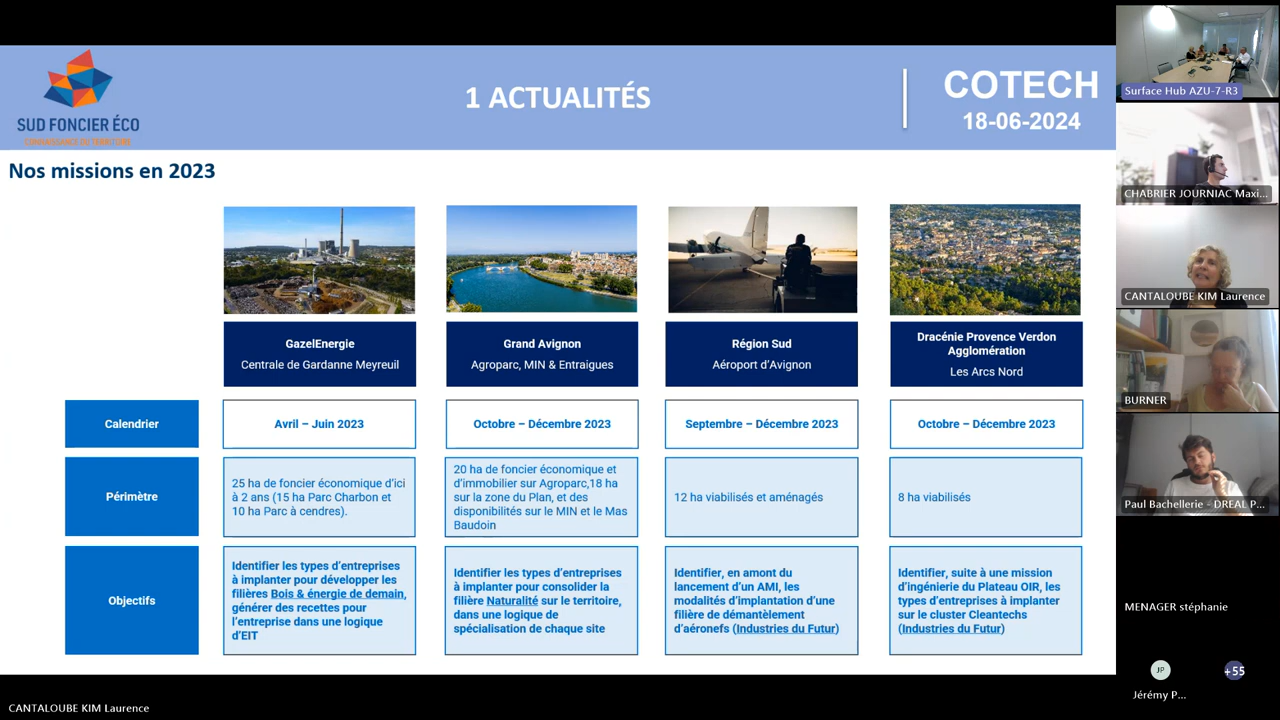 SUD FONCIER ÉCO
CONNAISSANCE DU TERRITOIRE
1 ACTUALITÉS
COTECH
18-06-2024
Nos missions en 2023
GazelEnergie
Centrale de Gardanne Meyreuil
Grand Avignon
Agroparc, MIN & Entraigues
Région Sud
Aéroport d'Avignon
Dracénie Provence Verdon
Agglomération
Les Arcs Nord
Calendrier
Avril – Juin 2023
Octobre – Décembre 2023
Septembre – Décembre 2023
Octobre – Décembre 2023
Périmètre
25 ha de foncier économique d'ici
à 2 ans (15 ha Parc Charbon et
10 ha Parc à cendres).
20 ha de foncier économique et
d'immobilier sur Agroparc,18 ha
sur la zone du Plan, et des
disponibilités sur le MIN et le Mas
Baudoin
12 ha viabilisés et aménagés
8 ha viabilisés
Objectifs
Identifier les types d'entreprises
à implanter pour développer les
filières Bois & énergie de demain,
générer des recettes pour
l'entreprise dans une logique
d'EIT
Identifier les types d'entreprises
à implanter pour consolider la
filière Naturalité sur le territoire,
dans une logique de
spécialisation de chaque site
Identifier, en amont du
lancement d'un AMI, les
modalités d'implantation d'une
filière de démantèlement
d'aéronefs (Industries du Futur)
Identifier, suite à une mission
d'ingénierie du Plateau OIR, les
types d'entreprises à implanter
sur le cluster Cleantechs
(Industries du Futur)
Surface Hub AZU-7-R3
CHABRIER JOURNIAC Maxi...
CANTALOUBE KIM Laurence
BURNER
Paul Bachellerie - DREAL P...
MENAGER stéphanie
JP
+55
Jérémy P...
CANTALOUBE KIM Laurence